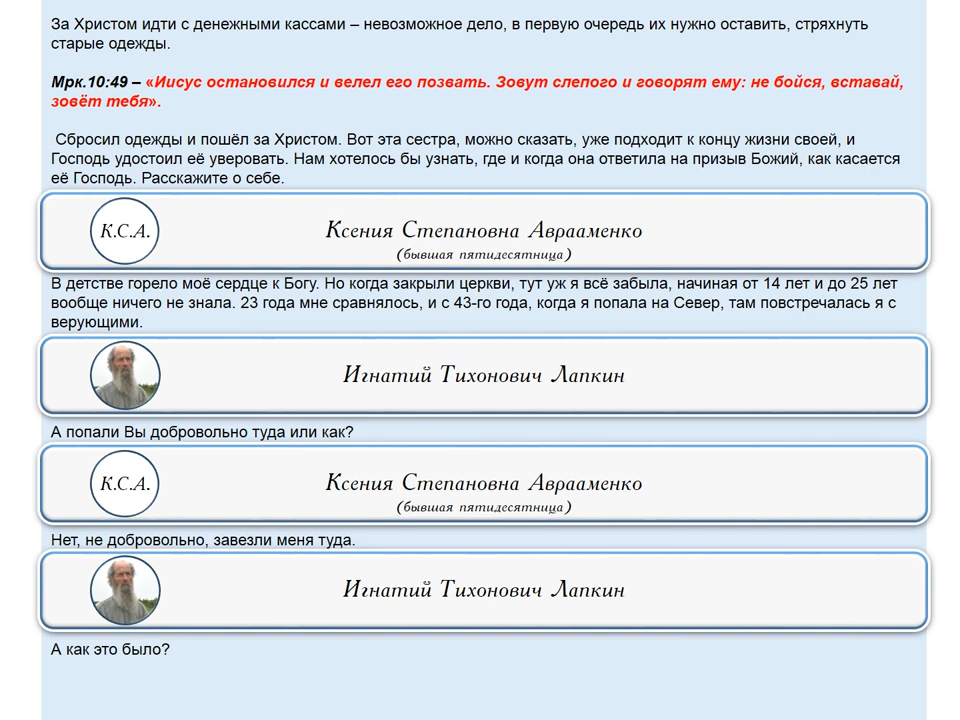 За Христом идти с денежными кассами – невозможное дело, в первую очередь их нужно оставить, стряхнуть
старые одежды.
Мрк.10:49 – «Иисус остановился и велел его позвать. Зовут слепого и говорят ему: не бойся, вставай,
зовёт тебя».
Сбросил одежды и пошёл за Христом. Вот эта сестра, можно сказать, уже подходит к концу жизни своей, и
Господь удостоил её уверовать. Нам хотелось бы узнать, где и когда она ответила на призыв Божий, как касается
её Господь. Расскажите о себе.
К.С.А.
Ксения Степановна Аврааменко
(бывшая пятидесятница)
В детстве горело моё сердце к Богу. Но когда закрыли церкви, тут уж я всё забыла, начиная от 14 лет и до 25 лет
вообще ничего не знала. 23 года мне сравнялось, и с 43-го года, когда я попала на Север, там повстречалась я с
верующими.
Игнатий Тихонович Лапкин
А попали Вы добровольно туда или как?
К.С.А.
Ксения Степановна Аврааменко
(бывшая пятидесятница)
Нет, не добровольно, завезли меня туда.
Игнатий Тихонович Лапкин
А как это было?